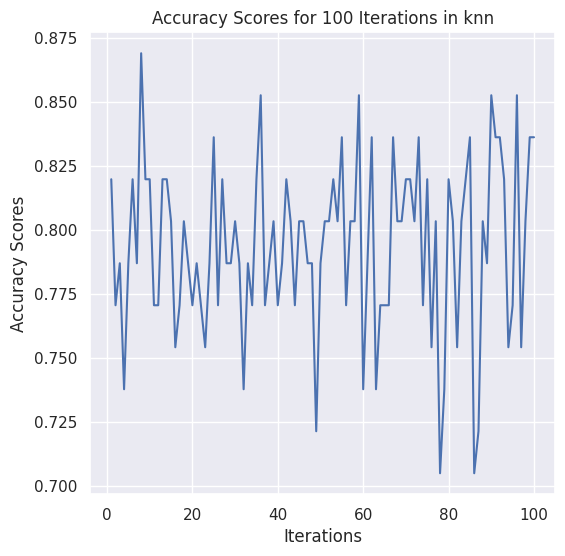 Accuracy Scores for 100 Iterations in knn
0.875
0.850
0.825
0.800
0.775
0.750
0.725
0.700
Accuracy Scores
0 20 40 60 80 100
Iterations